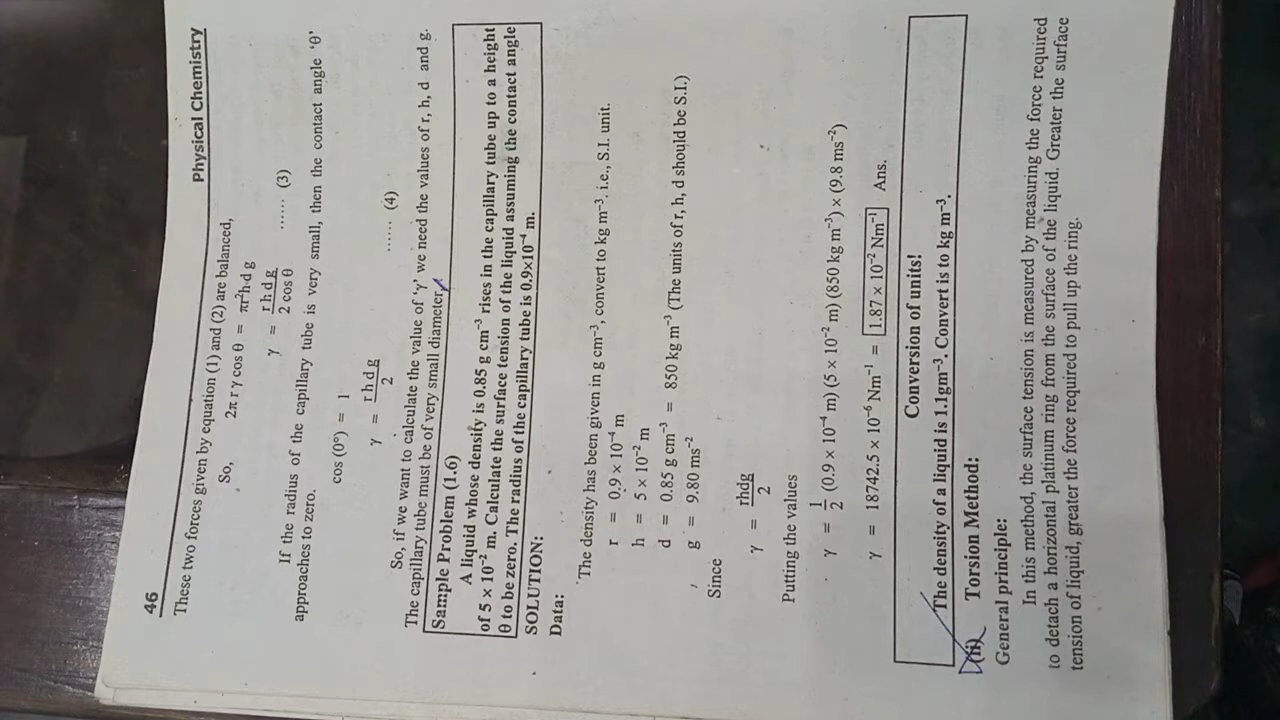 46
Physical Chemistry
These two forces given by equation (1) and (2) are balanced,
So, 2π r γ cos θ = πr²h·d g
γ = r h d g / 2 cos θ ...... (3)
If the radius of the capillary tube is very small, then the contact angle ‘θ’
approaches to zero.
cos (0°) = 1
γ = r h d g / 2 ...... (4)
So, if we want to calculate the value of ‘γ’ we need the values of r, h, d and g.
The capillary tube must be of very small diameter.
Sample Problem (1.6)
A liquid whose density is 0.85 g cm⁻³ rises in the capillary tube up to a height
of 5 × 10⁻² m. Calculate the surface tension of the liquid assuming the contact angle
θ to be zero. The radius of the capillary tube is 0.9×10⁻⁴ m.
SOLUTION:
Data:
The density has been given in g cm⁻³, convert to kg m⁻³, i.e., S.I. unit.
r = 0.9 × 10⁻⁴ m
h = 5 × 10⁻² m
d = 0.85 g cm⁻³ = 850 kg m⁻³ (The units of r, h, d should be S.I.)
g = 9.80 ms⁻²
Since
γ = rhdg / 2
Putting the values
γ = 1/2 (0.9 × 10⁻⁴ m) (5 × 10⁻² m) (850 kg m⁻³) × (9.8 ms⁻²)
γ = 18742.5 × 10⁻⁶ Nm⁻¹ = 1.87 × 10⁻² Nm⁻¹ Ans.
Conversion of units!
The density of a liquid is 1.1gm⁻³. Convert is to kg m⁻³.
(ii) Torsion Method:
General principle:
In this method, the surface tension is measured by measuring the force required
to detach a horizontal platinum ring from the surface of the liquid. Greater the surface
tension of liquid, greater the force required to pull up the ring.